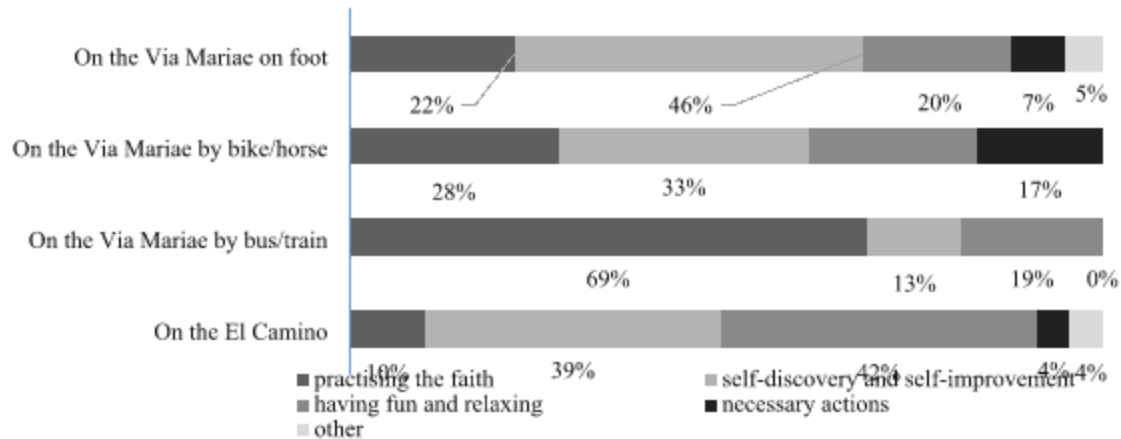 On the Via Mariae on foot
22% 46% 20% 7% 5%
On the Via Mariae by bike/horse
28% 33% 17%
On the Via Mariae by bus/train
69% 13% 19% 0%
On the El Camino
10% 39% 42% 4% 4%
practising the faith self-discovery and self-improvement
having fun and relaxing necessary actions
other